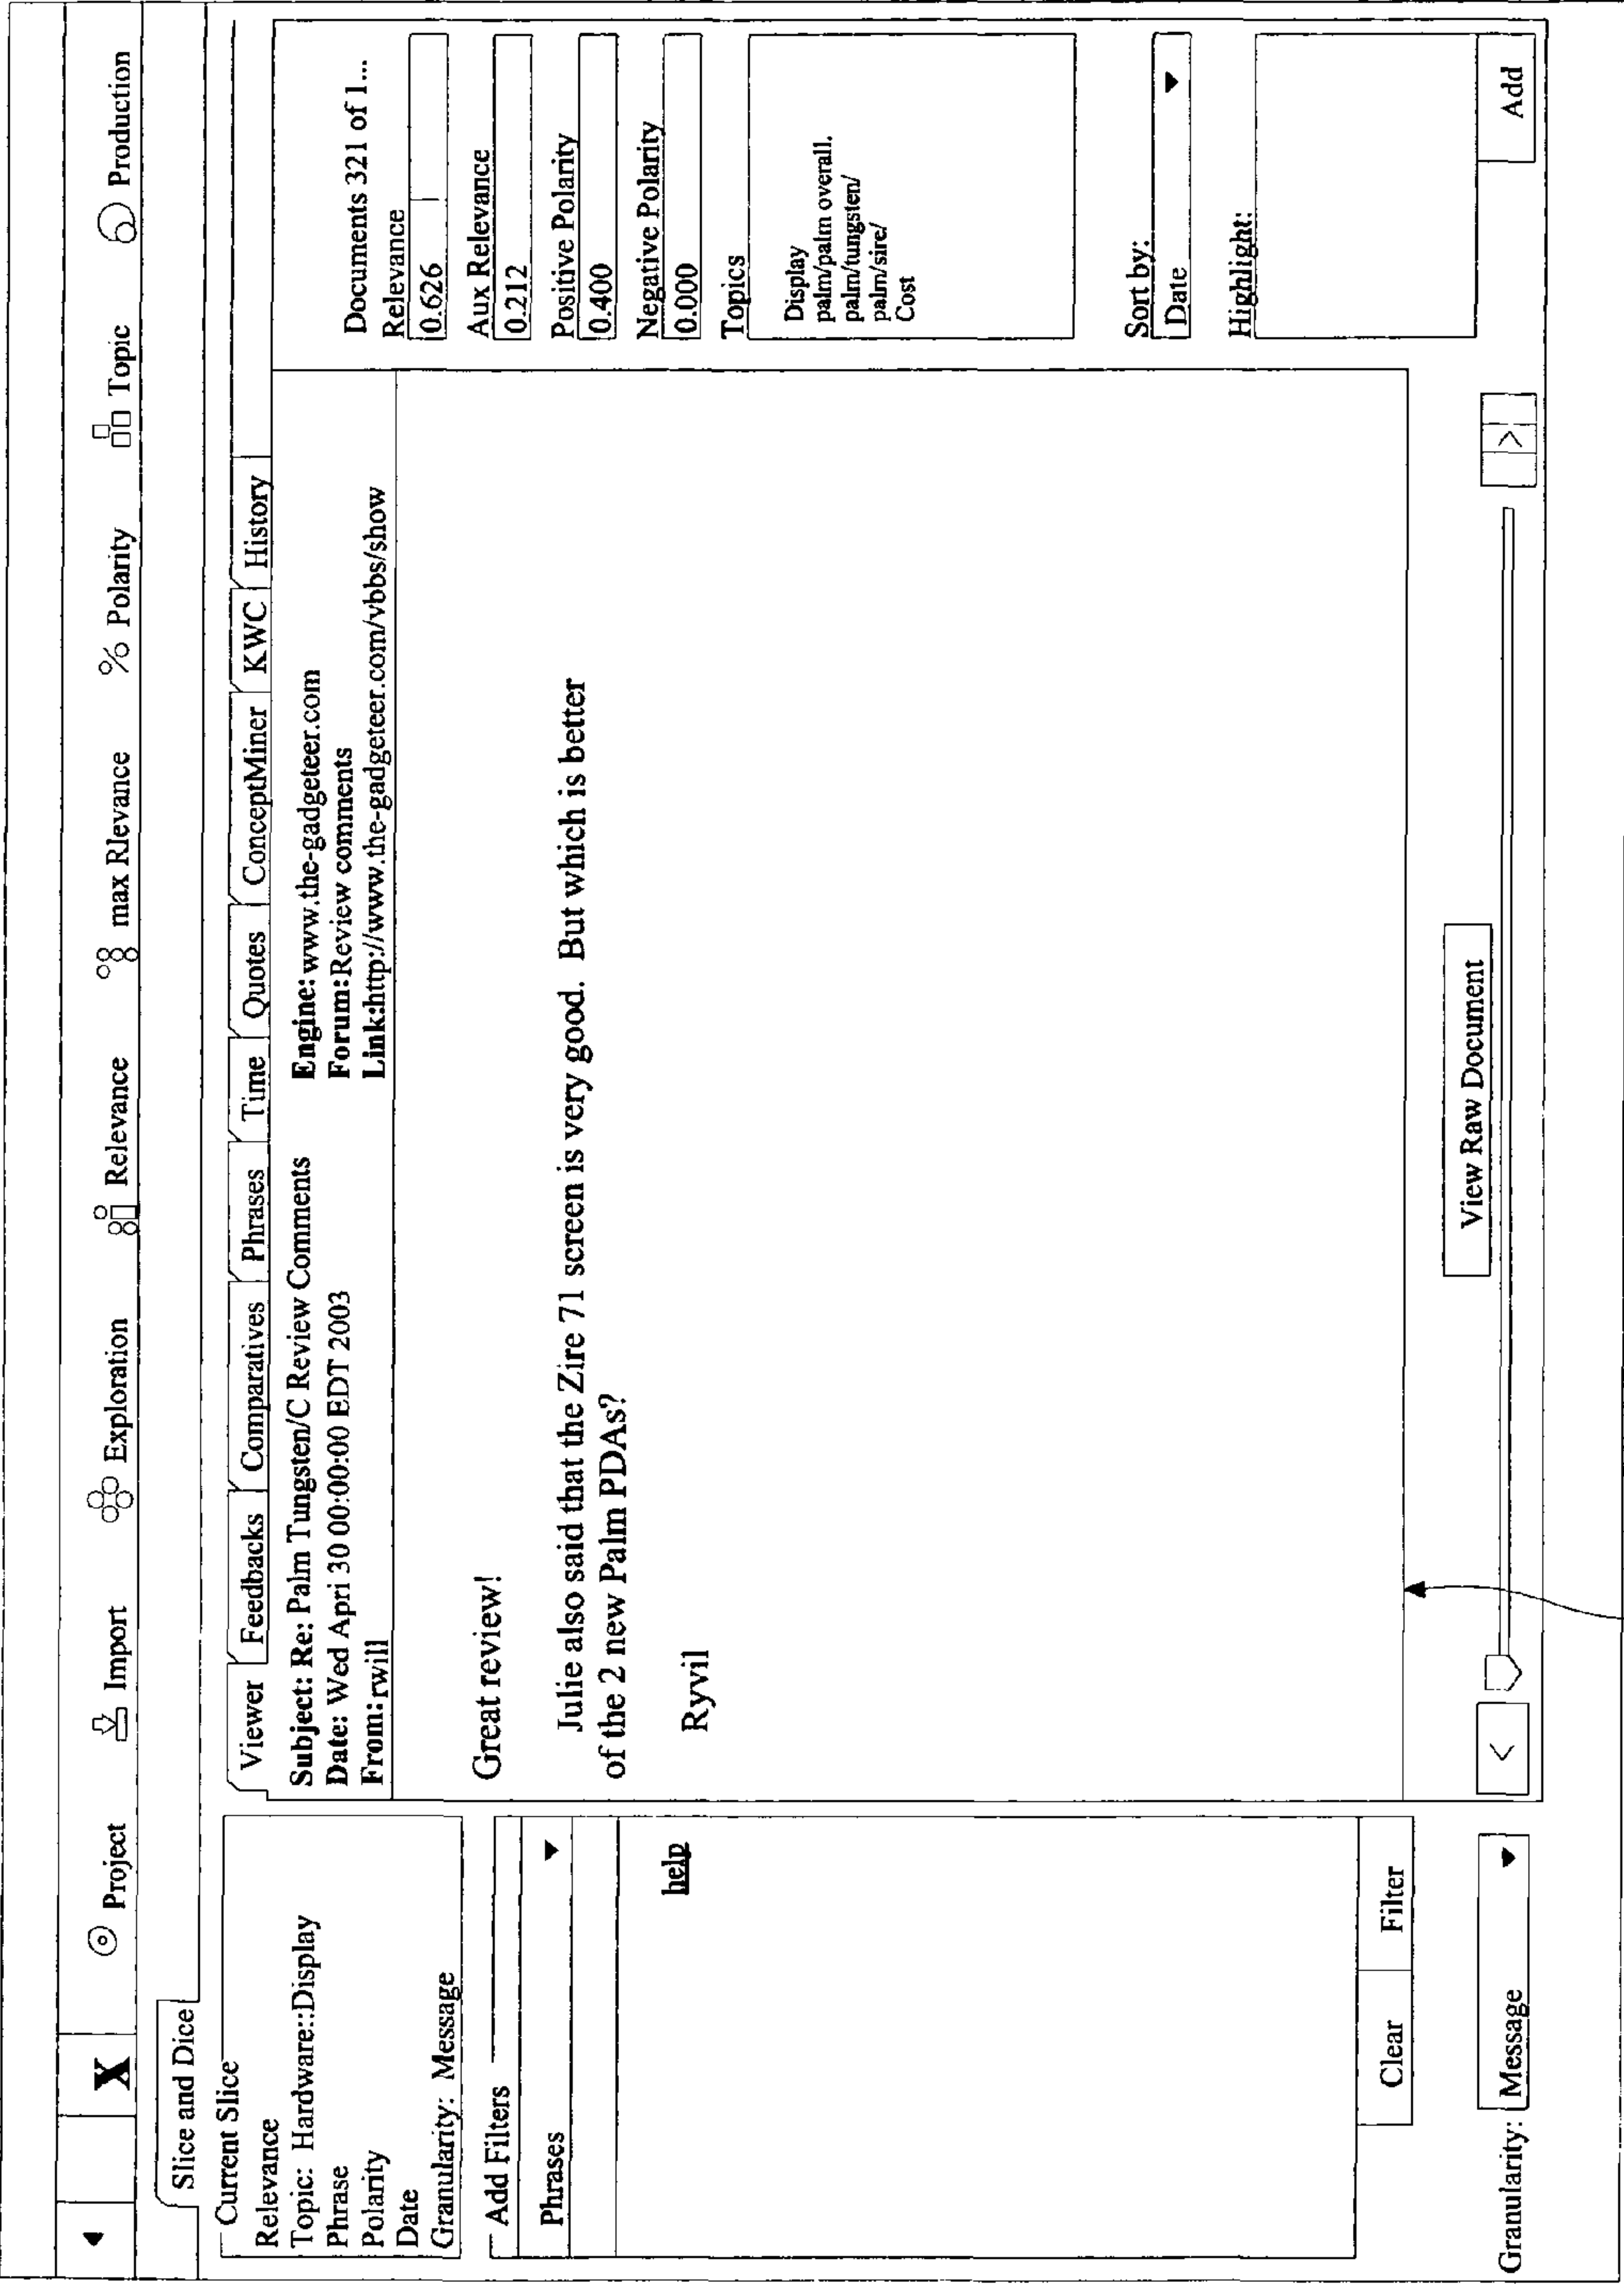 X Project Import Exploration Relevance max Rlevance % Polarity Topic Production
Slice and Dice
Current Slice
Relevance
Topic: Hardware::Display
Phrase
Polarity
Date
Granularity: Message
Add Filters
Phrases
help
Clear Filter
Granularity: Message
Viewer Feedbacks Comparatives Phrases Time Quotes ConceptMiner KWC History
Subject: Re: Palm Tungsten/C Review Comments
Date: Wed Apri 30 00:00:00 EDT 2003
From:rwill
Engine: www.the-gadgeteer.com
Forum:Review comments
Link:http://www.the-gadgeteer.com/vbbs/show
Great review!
Julie also said that the Zire 71 screen is very good. But which is better
of the 2 new Palm PDAs?
Ryvil
View Raw Document
< >
Documents 321 of 1...
Relevance
0.626
Aux Relevance
0.212
Positive Polarity
0.400
Negative Polarity
0.000
Topics
Display
palm/palm overall.
palm/tungsten/
palm/sire/
Cost
Sort by:
Date
Highlight:
Add